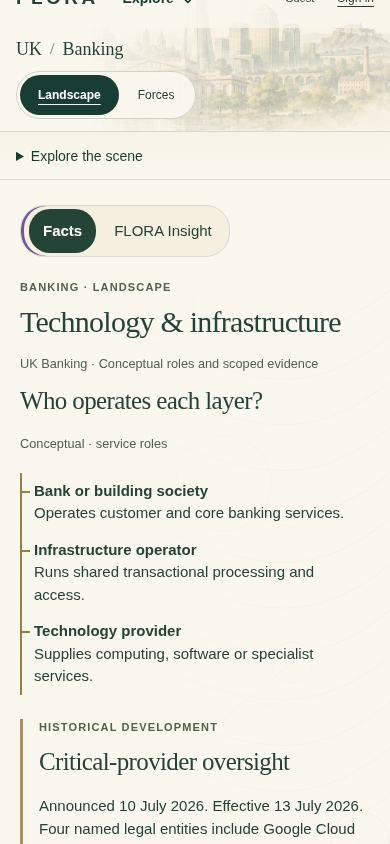 FLORA Explore Guest Sign in
UK / Banking
Landscape Forces
Explore the scene
Facts FLORA Insight
BANKING · LANDSCAPE
Technology & infrastructure
UK Banking · Conceptual roles and scoped evidence
Who operates each layer?
Conceptual · service roles
Bank or building society
Operates customer and core banking services.
Infrastructure operator
Runs shared transactional processing and
access.
Technology provider
Supplies computing, software or specialist
services.
HISTORICAL DEVELOPMENT
Critical-provider oversight
Announced 10 July 2026. Effective 13 July 2026.
Four named legal entities include Google Cloud